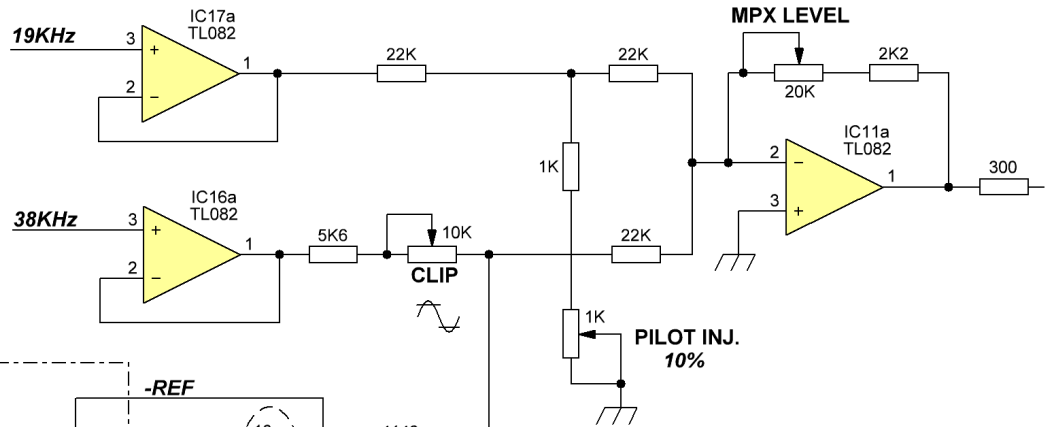 IC17a
TL082
MPX LEVEL
19KHz
3
+
1
22K
22K
2K2
2
−
20K
1K
IC11a
TL082
2
−
1
300
3
+
IC16a
TL082
38KHz
3
+
1
5K6
10K
22K
2
−
CLIP
1K
PILOT INJ.
10%
-REF